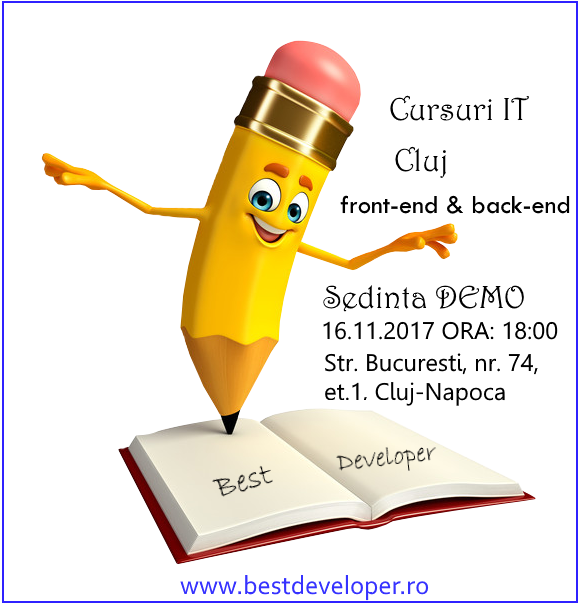 Cursuri IT
Cluj
front-end & back-end
Sedinta DEMO
16.11.2017 ORA: 18:00
Str. Bucuresti, nr. 74,
et.1. Cluj-Napoca
Best Developer
www.bestdeveloper.ro